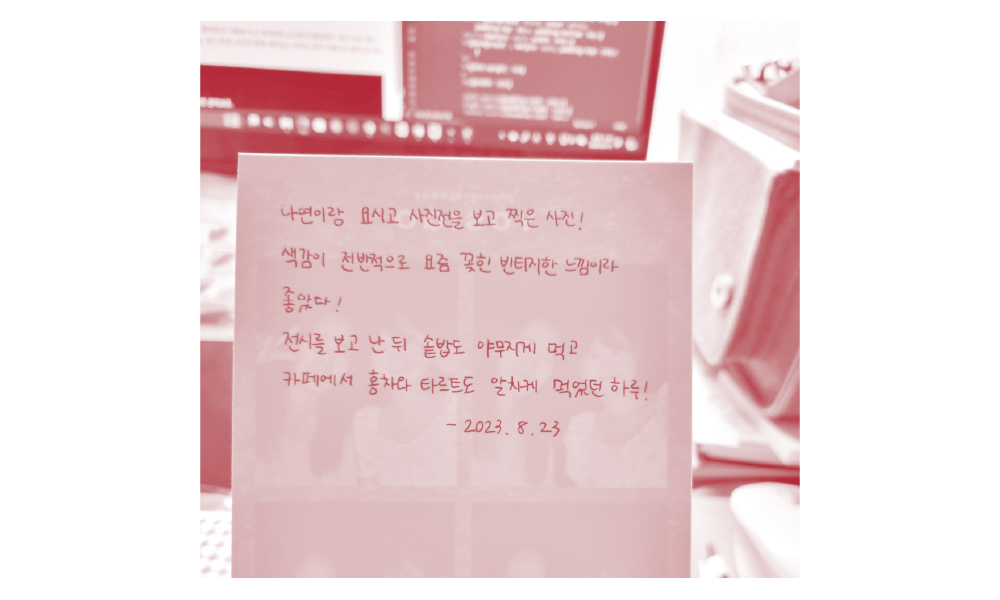 나연이랑 요시고 사진전을 보고 찍은 사진!
색감이 전반적으로 요즘 꽂힌 빈티지한 느낌이라
좋았다!
전시를 보고 난 뒤 솥밥도 야무지게 먹고
카페에서 홍차와 타르트도 알차게 먹었던 하루!
- 2023. 8. 23